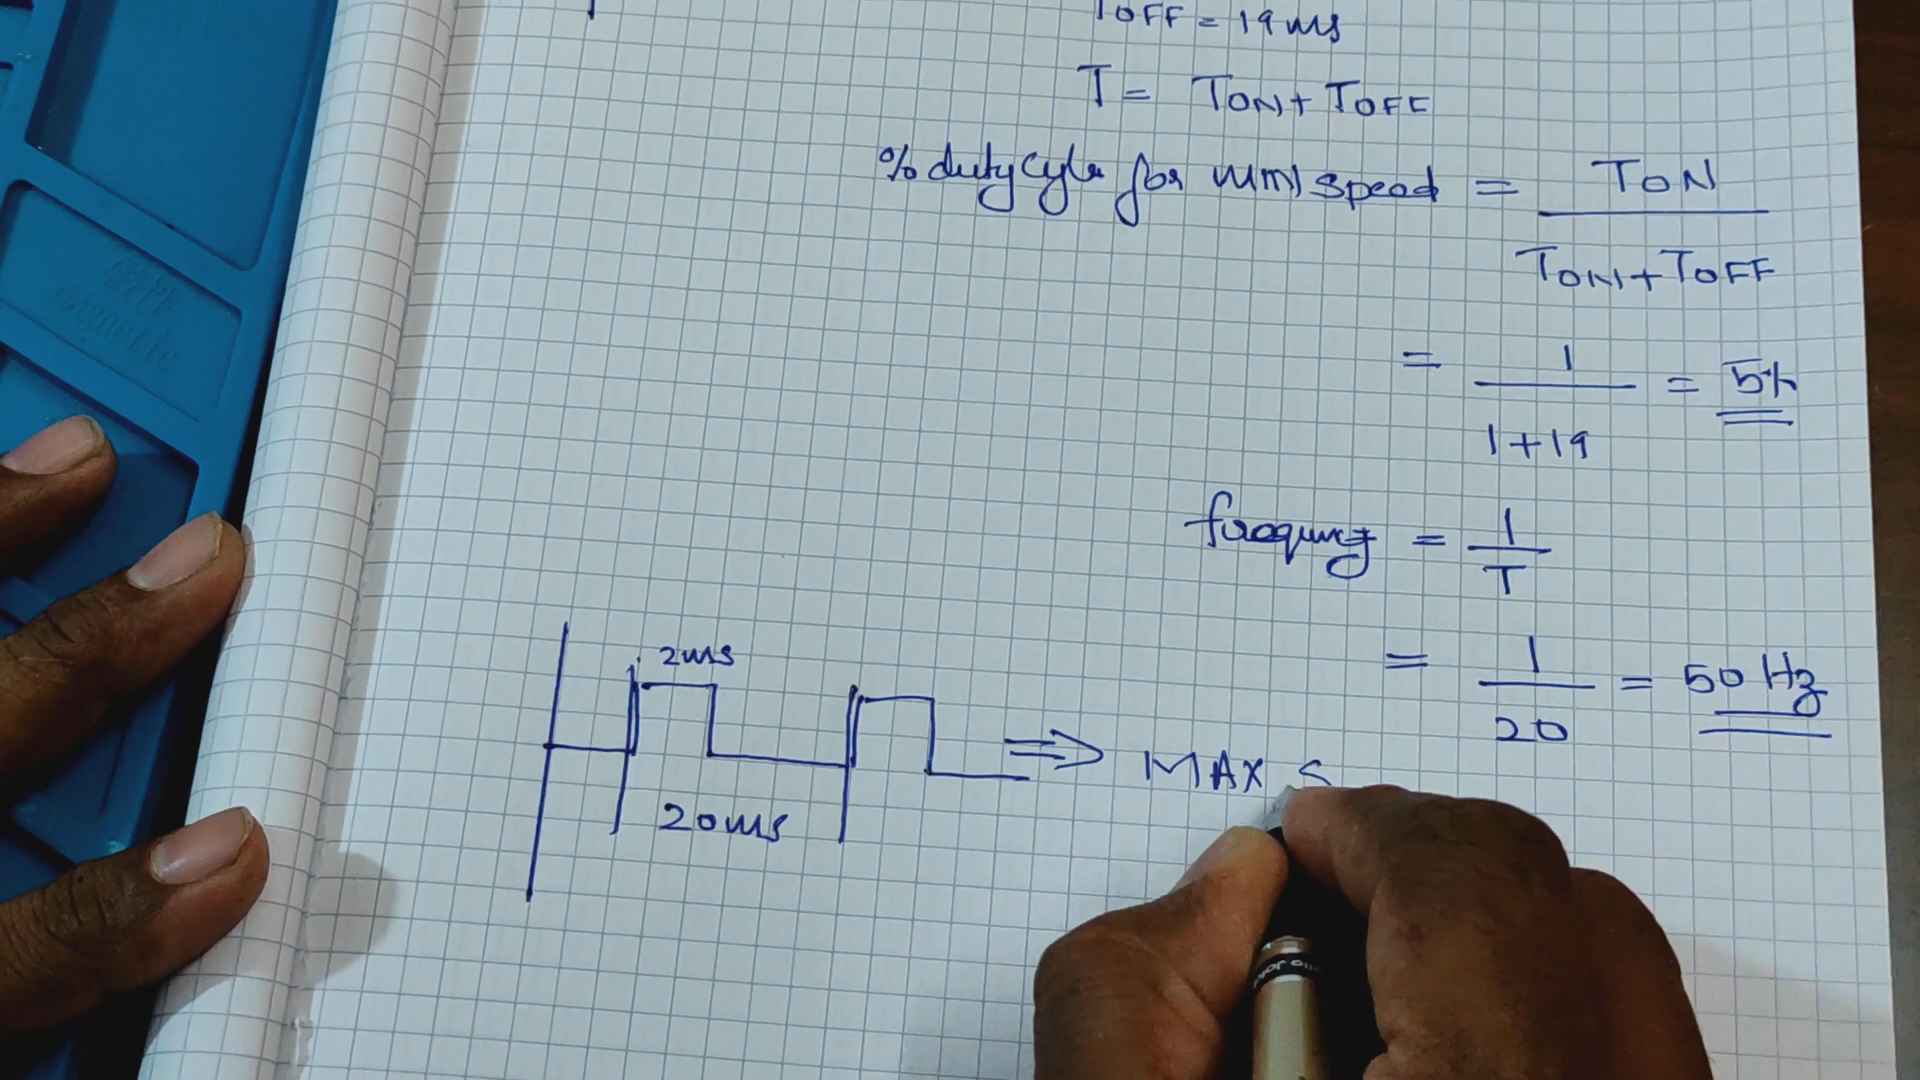 TOFF = 19ms
T = TON + TOFF
% duty cycle for mm speed = TON
TON + TOFF
= 1 = 5%
1+19
frequency = 1
T
= 1 = 50 Hz
20
2ms
20ms
⇒ MAX S